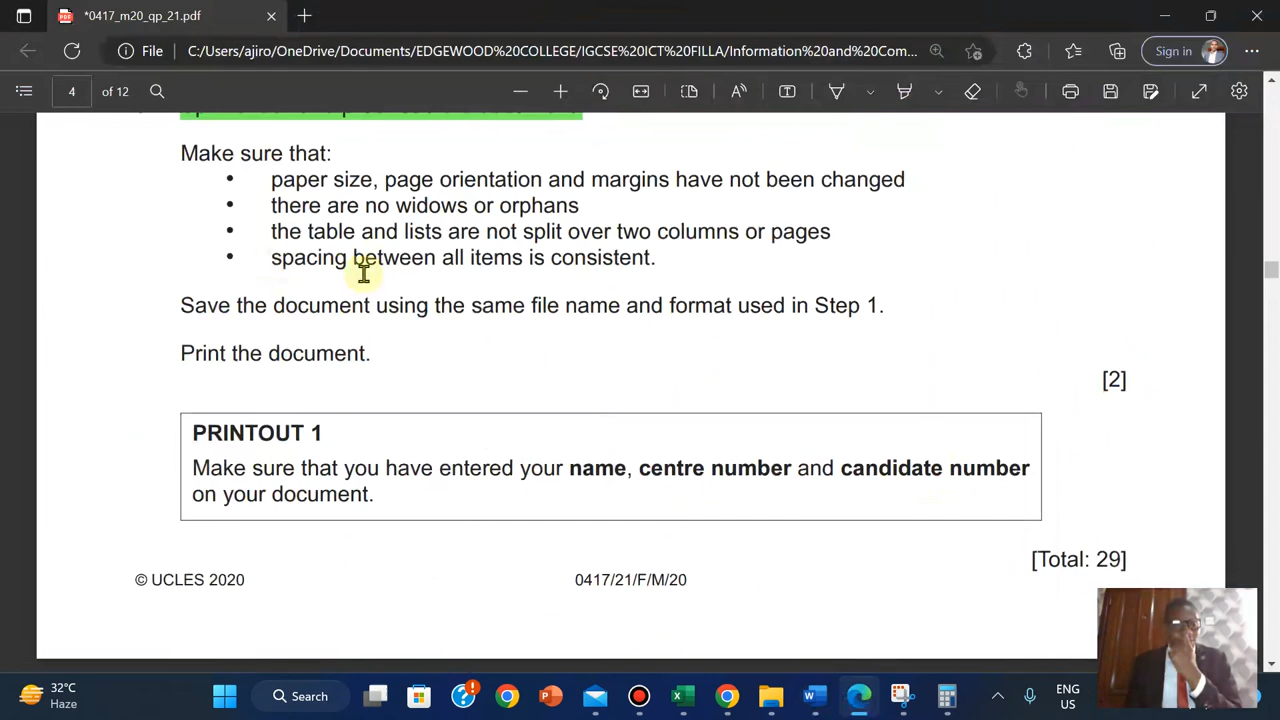 *0417_m20_qp_21.pdf
File
C:/Users/ajiro/OneDrive/Documents/EDGEWOOD%20COLLEGE/IGCSE%20ICT%20FILLA/Information%20and%20Com...
Sign in
4 of 12
Make sure that:
• paper size, page orientation and margins have not been changed
• there are no widows or orphans
• the table and lists are not split over two columns or pages
• spacing between all items is consistent.
Save the document using the same file name and format used in Step 1.
Print the document.
[2]
PRINTOUT 1
Make sure that you have entered your name, centre number and candidate number
on your document.
[Total: 29]
© UCLES 2020
0417/21/F/M/20
32°C
Haze
Search
ENG
US